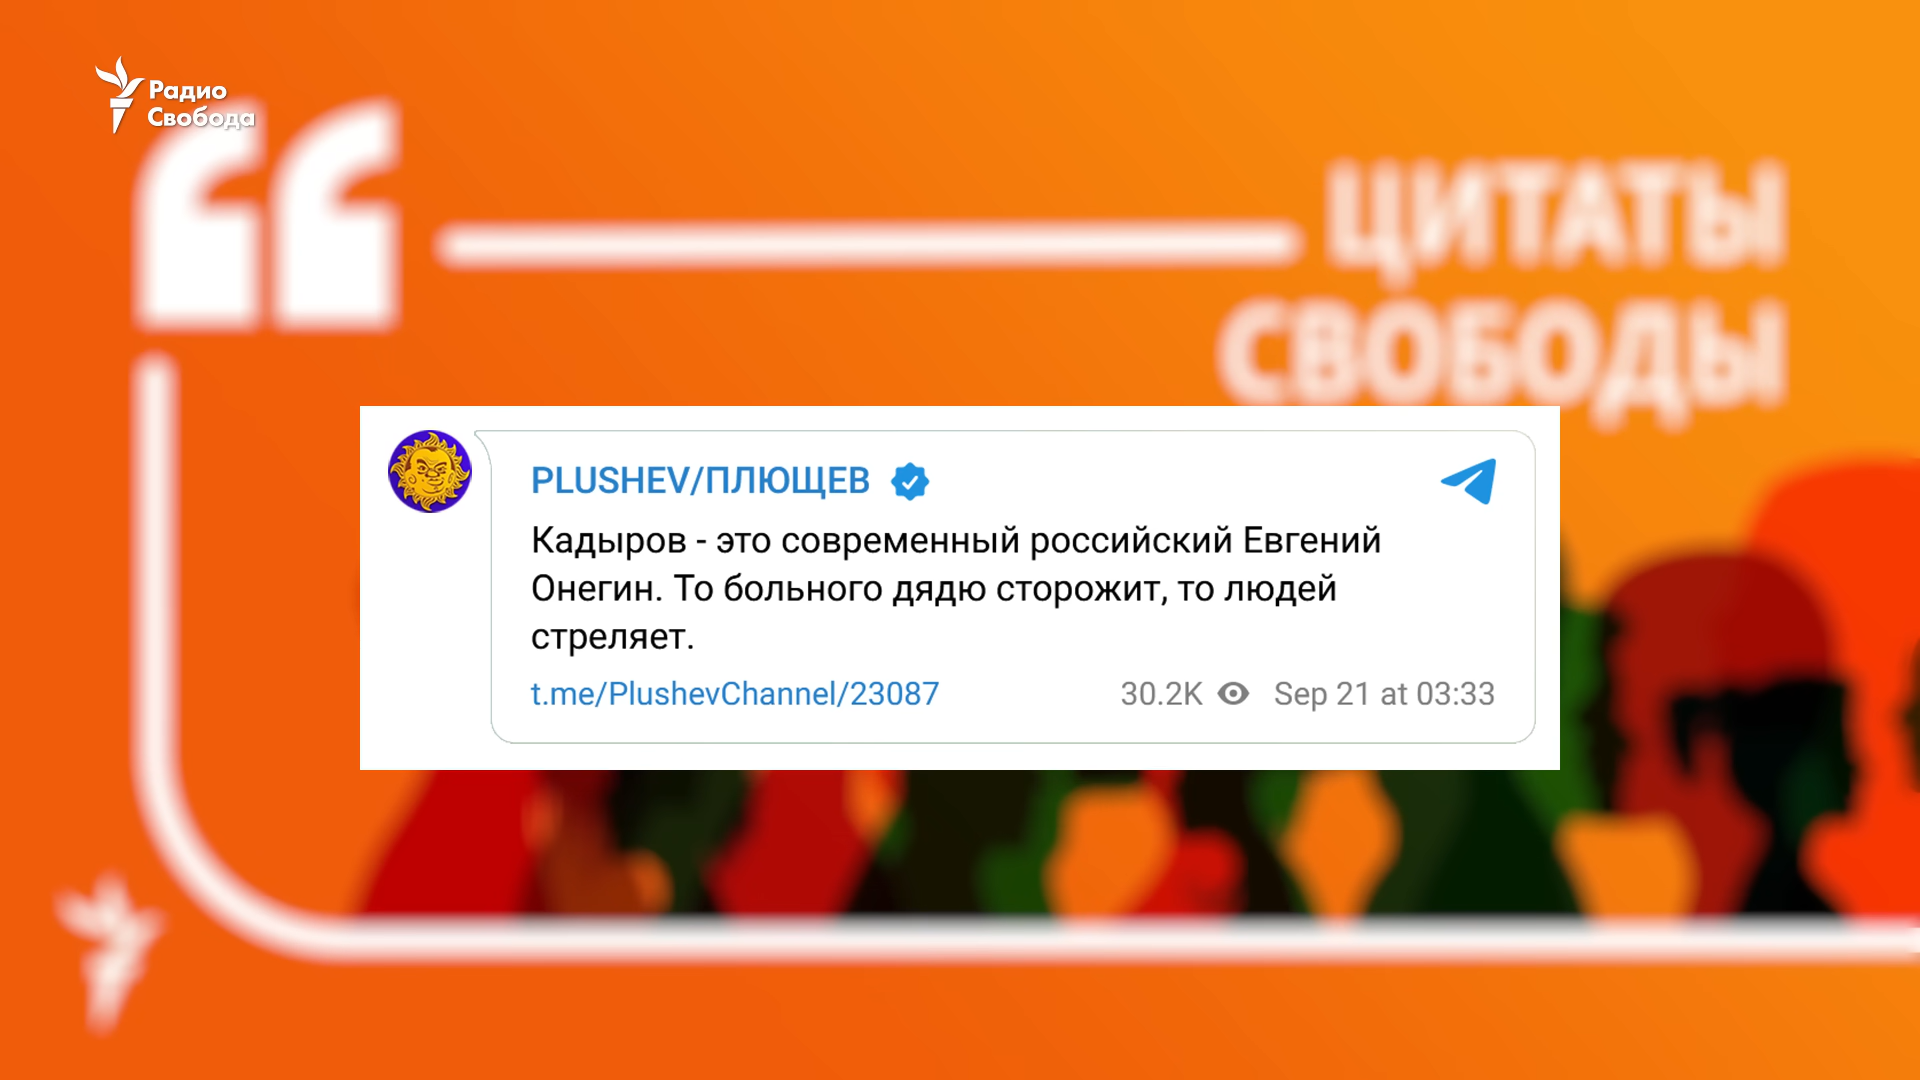 Радио
Свобода
ЦИТАТЫ
СВОБОДЫ
PLUSHEV/ПЛЮЩЕВ
Кадыров - это современный российский Евгений
Онегин. То больного дядю сторожит, то людей
стреляет.
t.me/PlushevChannel/23087
30.2K Sep 21 at 03:33